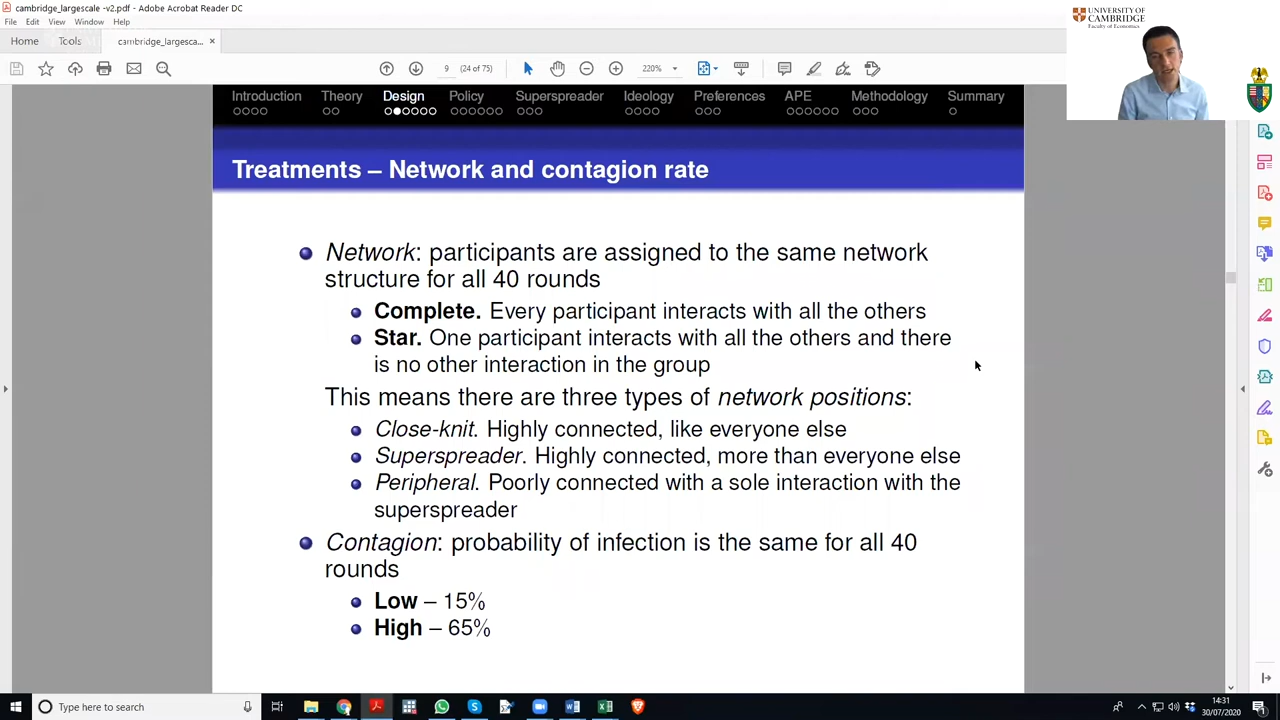 cambridge_largescale -v2.pdf - Adobe Acrobat Reader DC
File Edit View Window Help
Home Tools cambridge_largesca... ×
(24 of 75) 220%
UNIVERSITY OF
CAMBRIDGE
Faculty of Economics
Introduction Theory Design Policy Superspreader Ideology Preferences APE Methodology Summary
Treatments – Network and contagion rate
Network: participants are assigned to the same network
structure for all 40 rounds
Complete. Every participant interacts with all the others
Star. One participant interacts with all the others and there
is no other interaction in the group
This means there are three types of network positions:
Close-knit. Highly connected, like everyone else
Superspreader. Highly connected, more than everyone else
Peripheral. Poorly connected with a sole interaction with the
superspreader
Contagion: probability of infection is the same for all 40
rounds
Low – 15%
High – 65%
Type here to search
14:31
30/07/2020